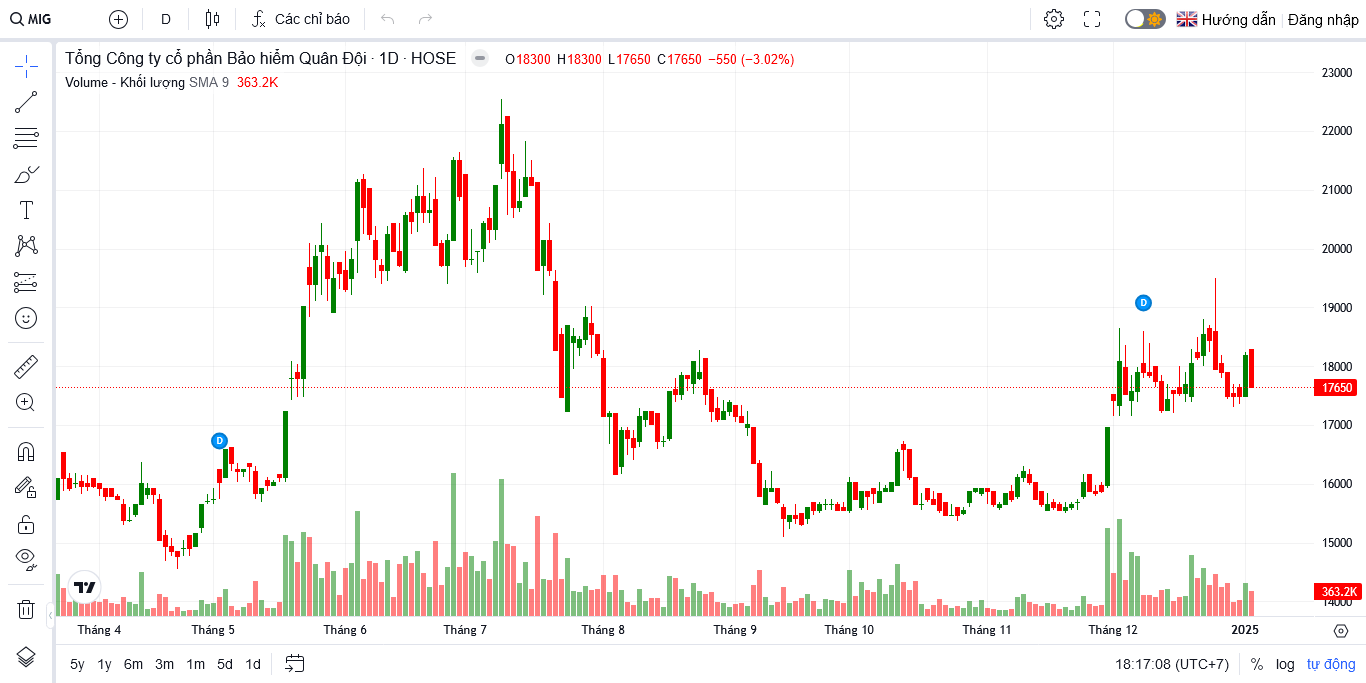 MIG D Các chỉ báo Hướng dẫn Đăng nhập
Tổng Công ty cổ phần Bảo hiểm Quân Đội · 1D · HOSE O18300 H18300 L17650 C17650 −550 (−3.02%)
Volume - Khối lượng SMA 9 363.2K
23000
22000
21000
20000
19000
D
18000
17650
17000
D
16000
15000
363.2K
14000
Tháng 4 Tháng 5 Tháng 6 Tháng 7 Tháng 8 Tháng 9 Tháng 10 Tháng 11 Tháng 12 2025
5y 1y 6m 3m 1m 5d 1d 18:17:08 (UTC+7) % log tự động